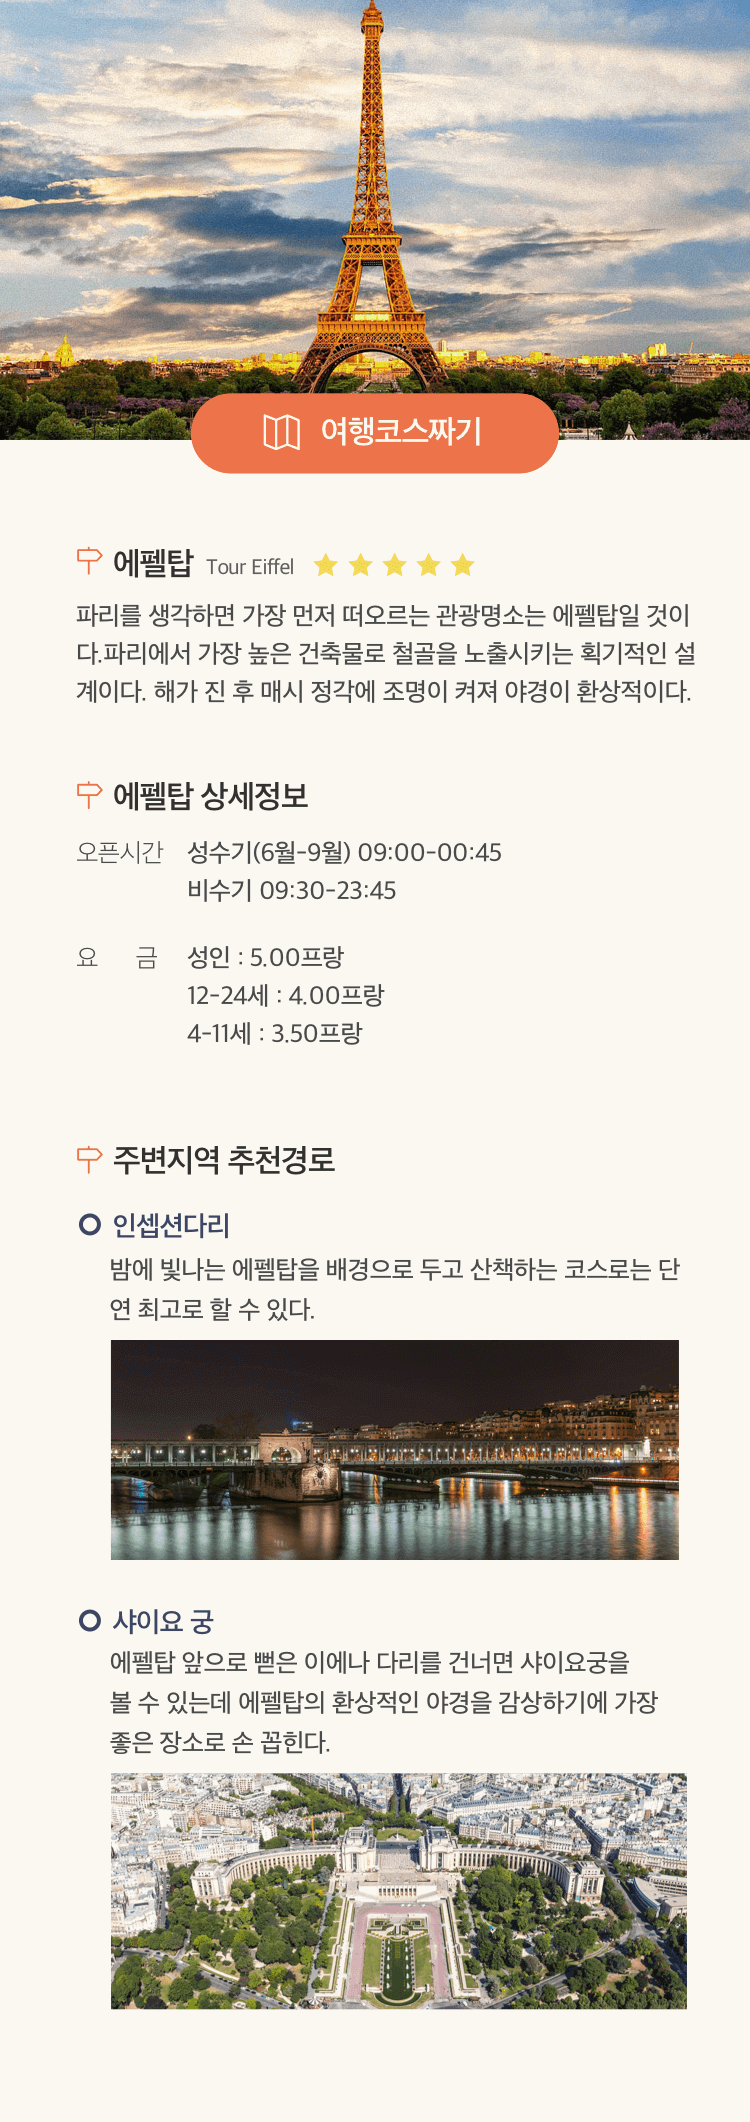 여행코스짜기
에펠탑 Tour Eiffel
파리를 생각하면 가장 먼저 떠오르는 관광명소는 에펠탑일 것이
다.파리에서 가장 높은 건축물로 철골을 노출시키는 획기적인 설
계이다. 해가 진 후 매시 정각에 조명이 켜져 야경이 환상적이다.
에펠탑 상세정보
오픈시간 성수기(6월-9월) 09:00-00:45
비수기 09:30-23:45
요 금 성인 : 5.00프랑
12-24세 : 4.00프랑
4-11세 : 3.50프랑
주변지역 추천경로
인셉션다리
밤에 빛나는 에펠탑을 배경으로 두고 산책하는 코스로는 단
연 최고로 할 수 있다.
샤이요 궁
에펠탑 앞으로 뻗은 이에나 다리를 건너면 샤이요궁을
볼 수 있는데 에펠탑의 환상적인 야경을 감상하기에 가장
좋은 장소로 손 꼽힌다.